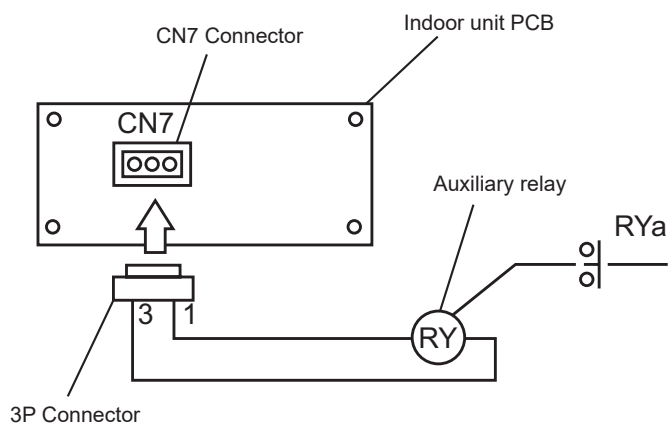 CN7 Connector
Indoor unit PCB
CN7
Auxiliary relay
RYa
3 1
RY
3P Connector